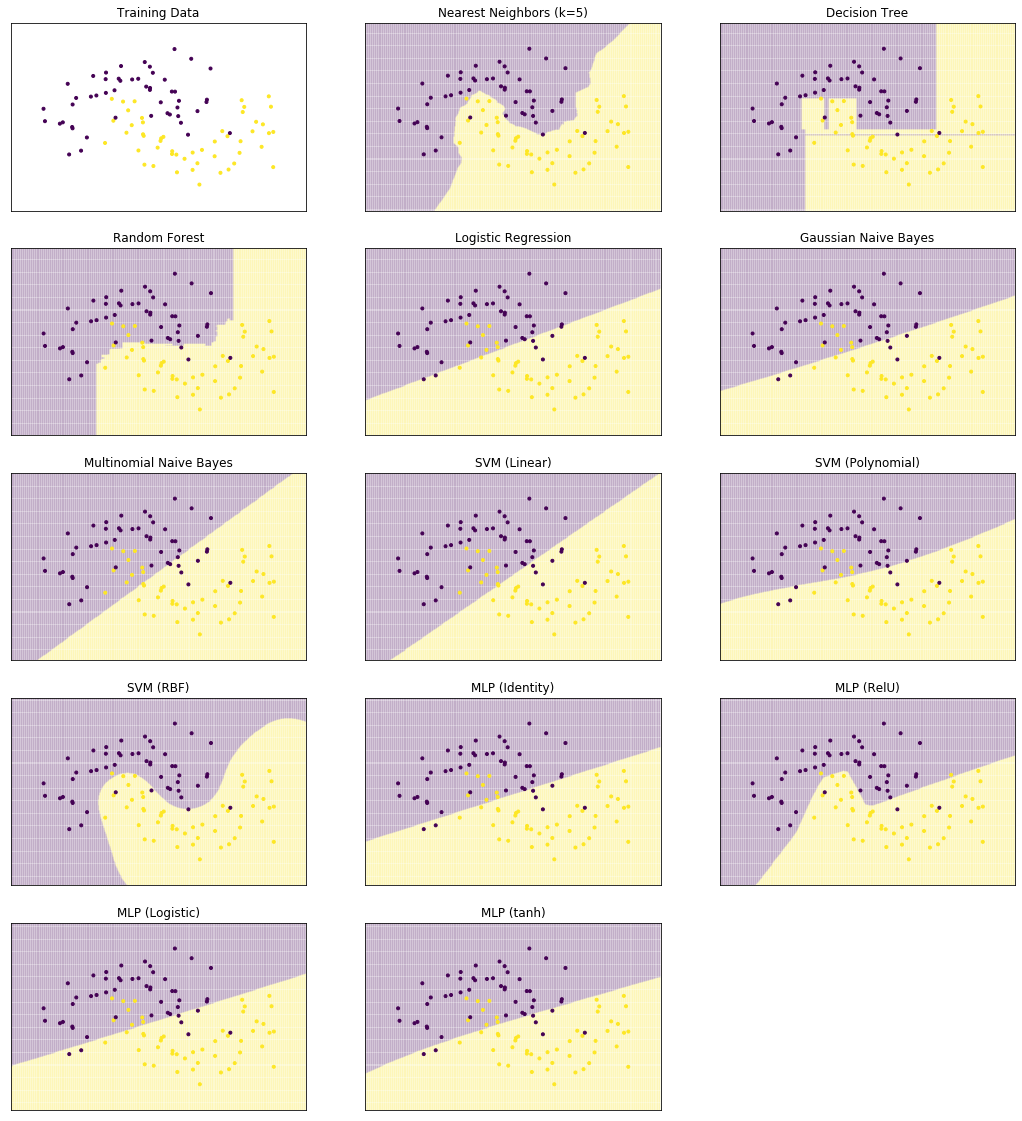 Training Data
Nearest Neighbors (k=5)
Decision Tree
Random Forest
Logistic Regression
Gaussian Naive Bayes
Multinomial Naive Bayes
SVM (Linear)
SVM (Polynomial)
SVM (RBF)
MLP (Identity)
MLP (RelU)
MLP (Logistic)
MLP (tanh)